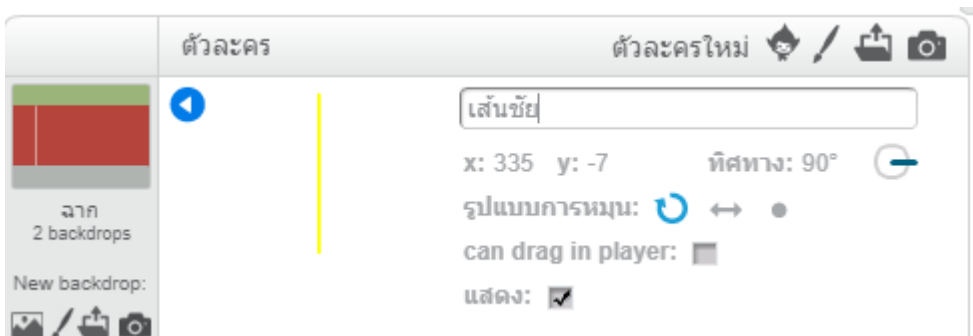 ตัวละคร ตัวละครใหม่
เส้นชัย
x: 335 y: -7 ทิศทาง: 90°
รูปแบบการหมุน:
can drag in player:
แสดง:
ฉาก
2 backdrops
New backdrop: